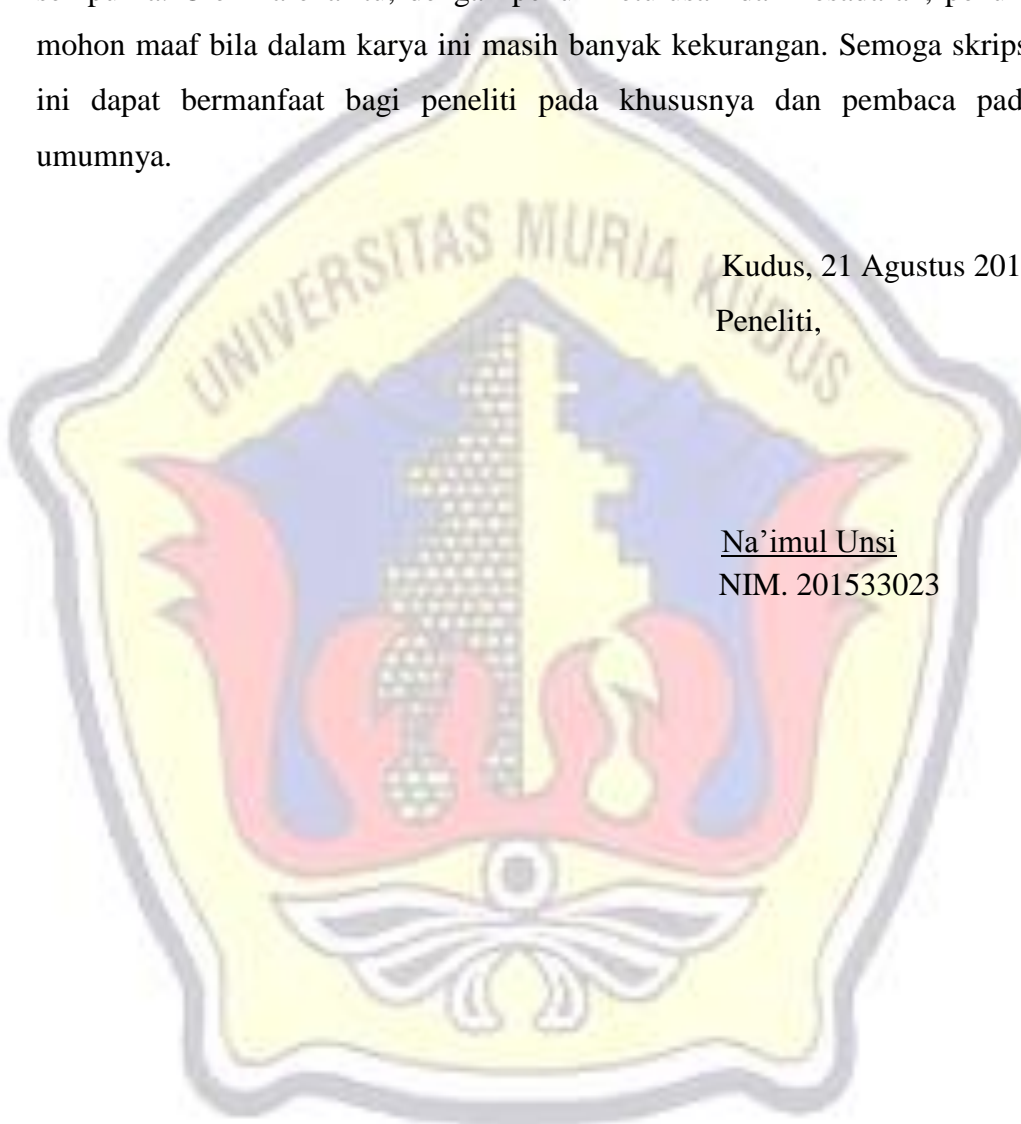 mohon maaf bila dalam karya ini masih banyak kekurangan. Semoga skrips
ini dapat bermanfaat bagi peneliti pada khususnya dan pembaca pad
umumnya.
UNIVERSITAS MURIA KUDUS
Kudus, 21 Agustus 201
Peneliti,
Na’imul Unsi
NIM. 201533023